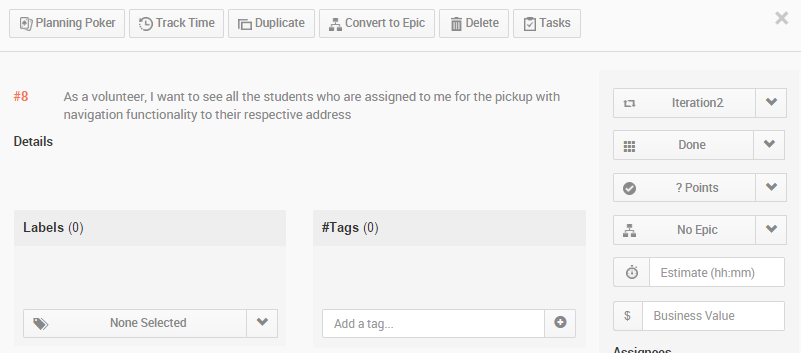 Planning Poker
Track Time
Duplicate
Convert to Epic
Delete
Tasks
#8
As a volunteer, I want to see all the students who are assigned to me for the pickup with
navigation functionality to their respective address
Details
Labels (0)
None Selected
#Tags (0)
Add a tag...
Iteration2
Done
? Points
No Epic
Estimate (hh:mm)
$ Business Value
Assignees